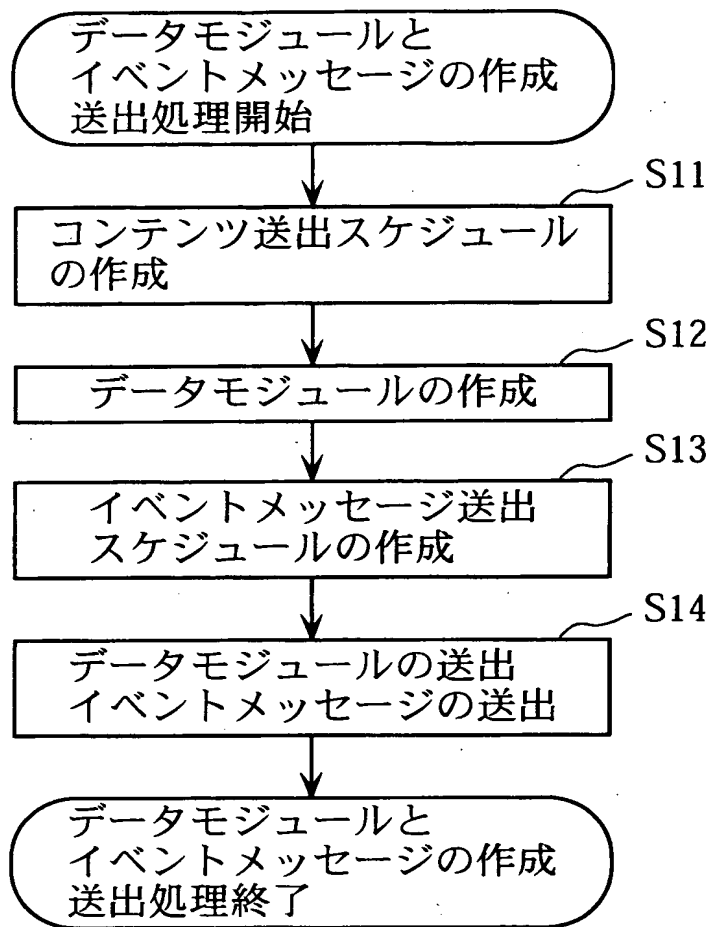 データモジュールと
イベントメッセージの作成
送出処理開始
S11
コンテンツ送出スケジュール
の作成
S12
データモジュールの作成
S13
イベントメッセージ送出
スケジュールの作成
S14
データモジュールの送出
イベントメッセージの送出
データモジュールと
イベントメッセージの作成
送出処理終了